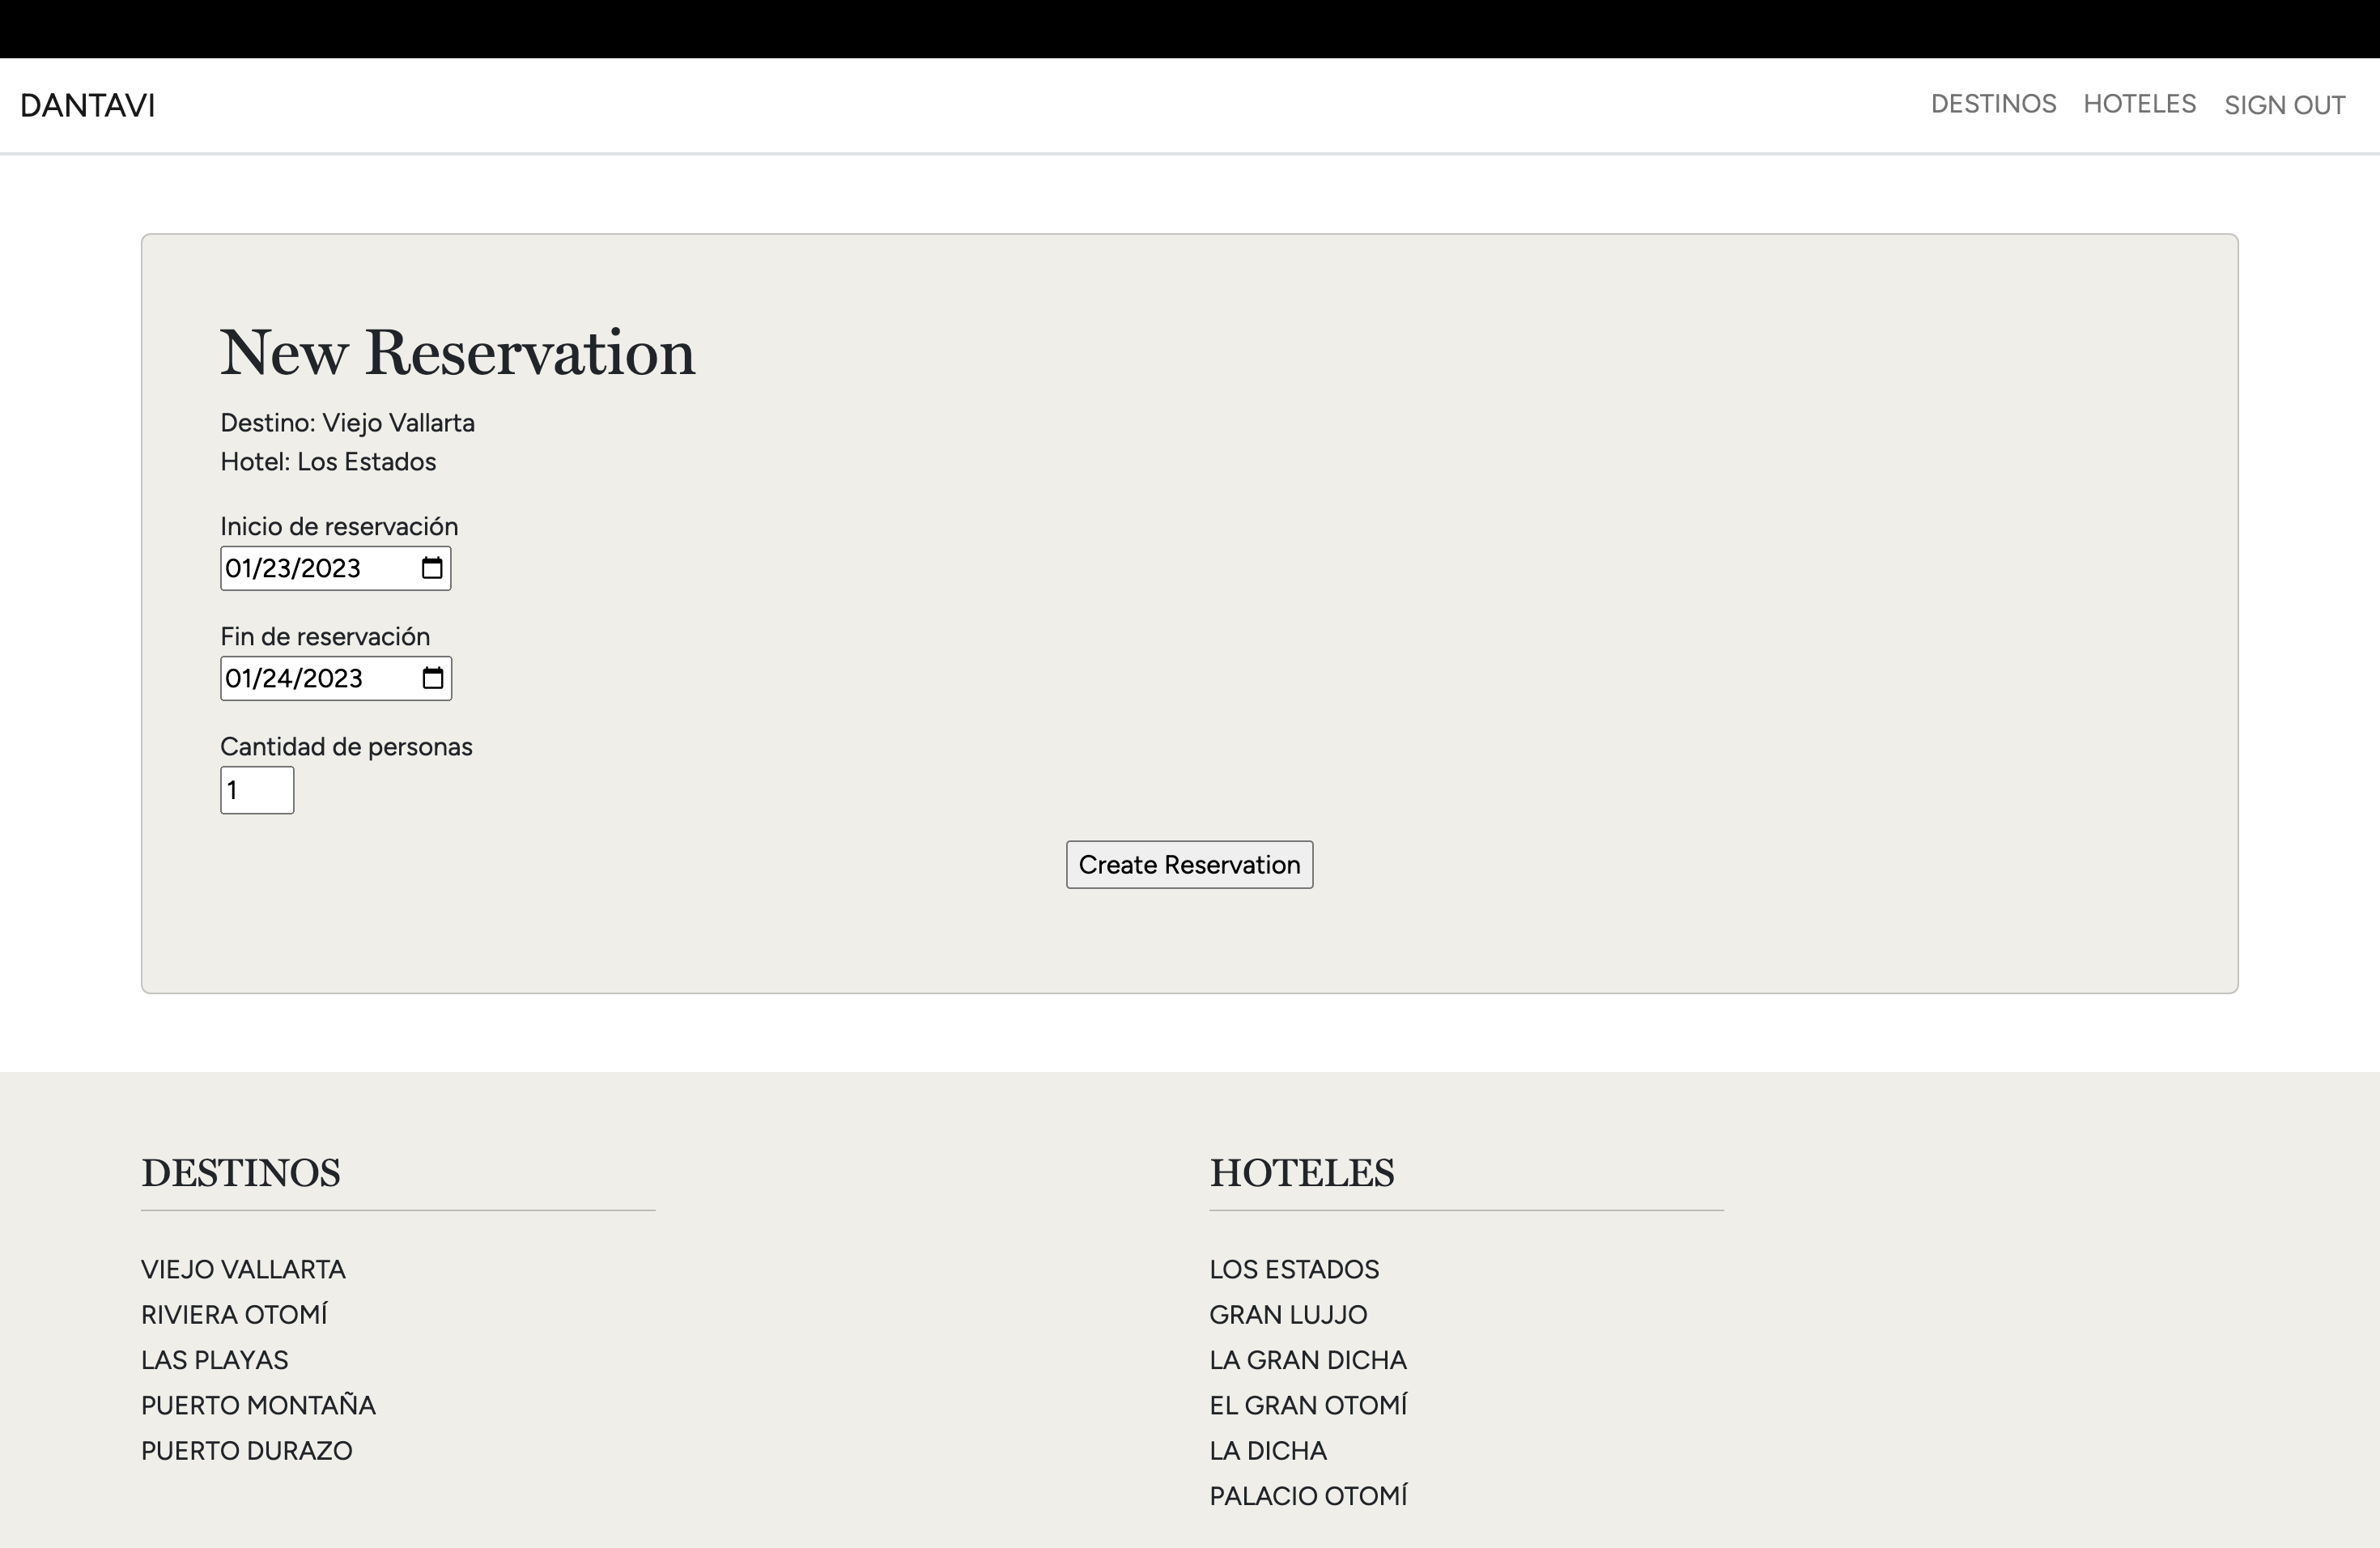 DANTAVI
DESTINOS HOTELES SIGN OUT
New Reservation
Destino: Viejo Vallarta
Hotel: Los Estados
Inicio de reservación
01/23/2023
Fin de reservación
01/24/2023
Cantidad de personas
1
Create Reservation
DESTINOS
VIEJO VALLARTA
RIVIERA OTOMÍ
LAS PLAYAS
PUERTO MONTAÑA
PUERTO DURAZO
HOTELES
LOS ESTADOS
GRAN LUJJO
LA GRAN DICHA
EL GRAN OTOMÍ
LA DICHA
PALACIO OTOMÍ